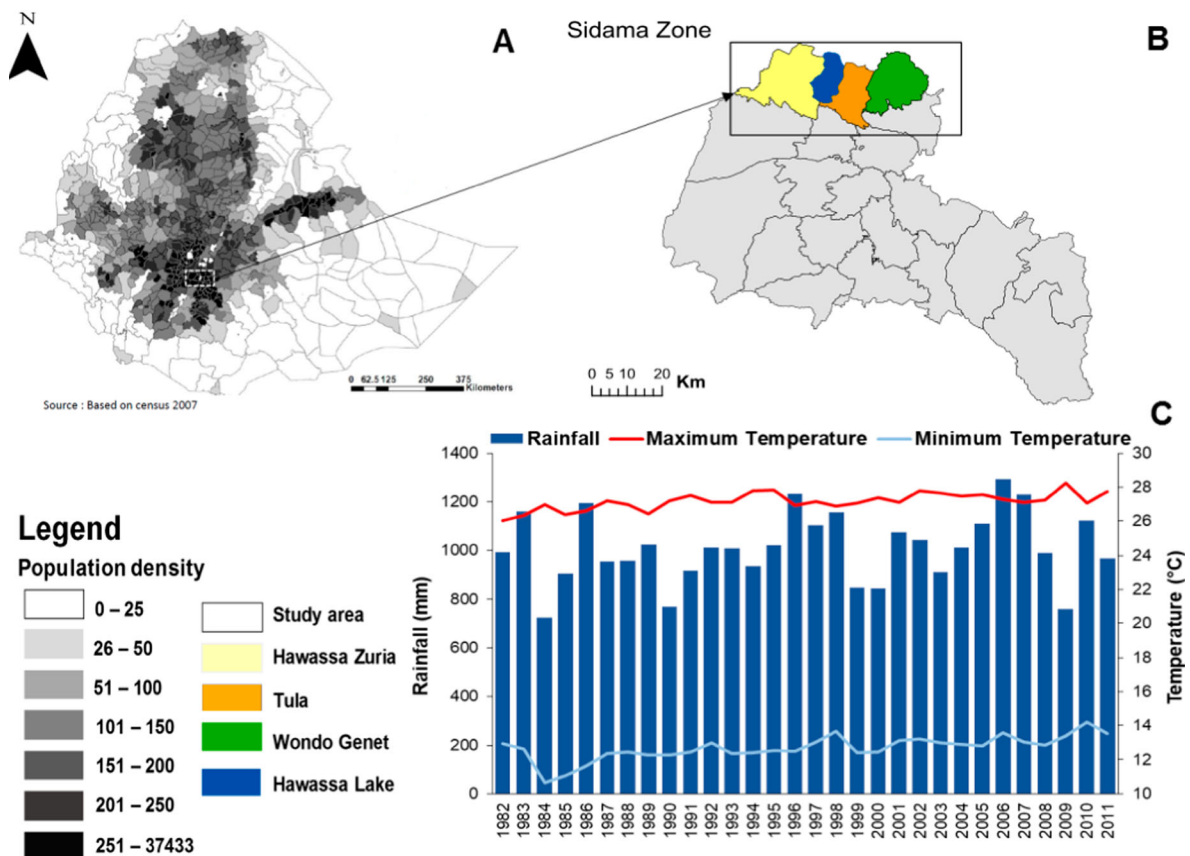 N
A
Sidama Zone
B
0 62.5 125 250 375
Kilometers
0 5 10 20 Km
Source : Based on census 2007
C
Rainfall Maximum Temperature Minimum Temperature
Rainfall (mm)
1400
1200
1000
800
600
400
200
0
Temperature (°C)
30
28
26
24
22
20
18
16
14
12
10
1982 1983 1984 1985 1986 1987 1988 1989 1990 1991 1992 1993 1994 1995 1996 1997 1998 1999 2000 2001 2002 2003 2004 2005 2006 2007 2008 2009 2010 2011
Legend
Population density
0 – 25
26 – 50
51 – 100
101 – 150
151 – 200
201 – 250
251 – 37433
Study area
Hawassa Zuria
Tula
Wondo Genet
Hawassa Lake